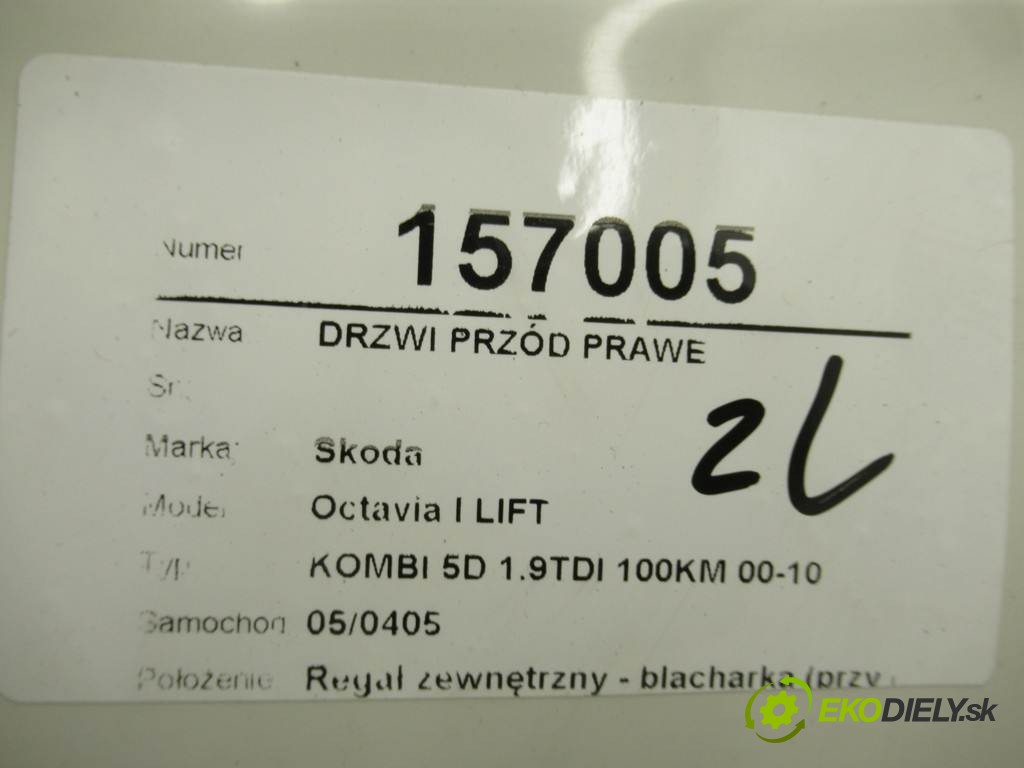 Numer 157005
Nazwa DRZWI PRZÓD PRAWE
Marka: Skoda
2L
Model Octavia I LIFT
Typ KOMBI 5D 1.9TDI 100KM 00-10
Samochod 05/0405
Położenie Regał zewnętrzny - blacharka (przy
EKODIELY.sk